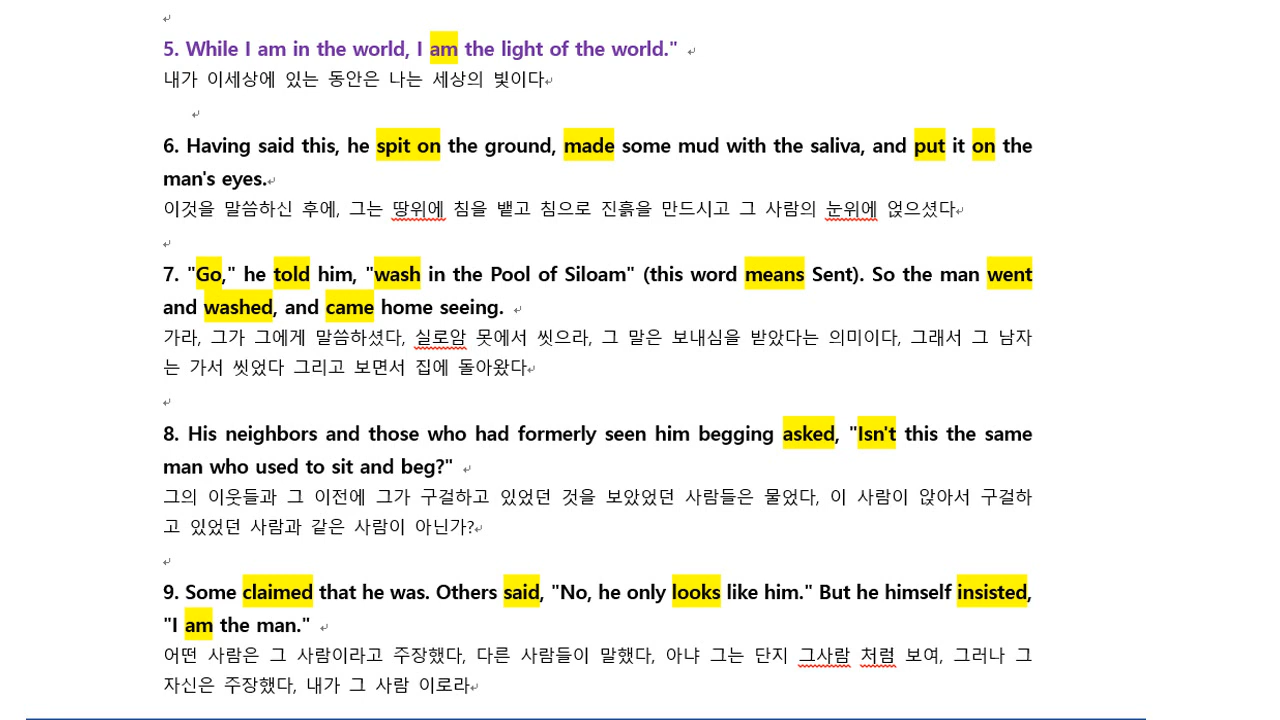 5. While I am in the world, I am the light of the world."
내가 이세상에 있는 동안은 나는 세상의 빛이다
6. Having said this, he spit on the ground, made some mud with the saliva, and put it on the
man's eyes.
이것을 말씀하신 후에, 그는 땅위에 침을 뱉고 침으로 진흙을 만드시고 그 사람의 눈위에 얹으셨다
7. "Go," he told him, "wash in the Pool of Siloam" (this word means Sent). So the man went
and washed, and came home seeing.
가라, 그가 그에게 말씀하셨다, 실로암 못에서 씻으라, 그 말은 보내심을 받았다는 의미이다, 그래서 그 남자
는 가서 씻었다 그리고 보면서 집에 돌아왔다
8. His neighbors and those who had formerly seen him begging asked, "Isn't this the same
man who used to sit and beg?"
그의 이웃들과 그 이전에 그가 구걸하고 있었던 것을 보았었던 사람들은 물었다, 이 사람이 앉아서 구걸하
고 있었던 사람과 같은 사람이 아닌가?
9. Some claimed that he was. Others said, "No, he only looks like him." But he himself insisted,
"I am the man."
어떤 사람은 그 사람이라고 주장했다, 다른 사람들이 말했다, 아냐 그는 단지 그사람 처럼 보여, 그러나 그
자신은 주장했다, 내가 그 사람 이로라